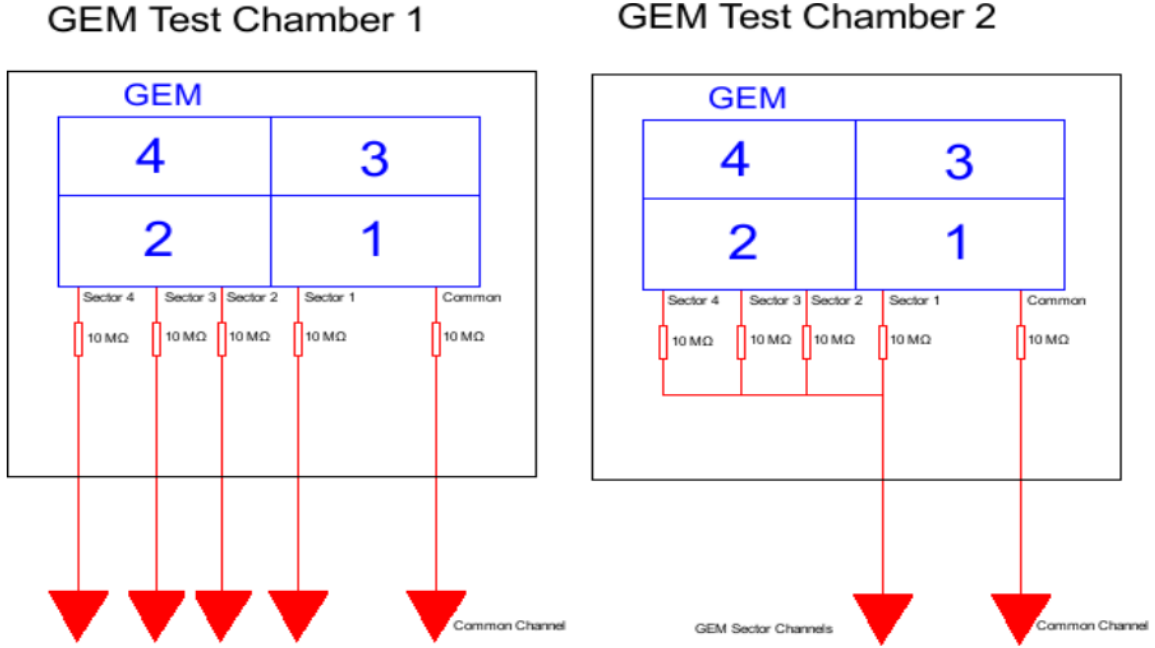 GEM Test Chamber 1
GEM
4 3
2 1
Sector 4 Sector 3 Sector 2 Sector 1 Common
10 MΩ 10 MΩ 10 MΩ 10 MΩ 10 MΩ
Common Channel
GEM Test Chamber 2
GEM
4 3
2 1
Sector 4 Sector 3 Sector 2 Sector 1 Common
10 MΩ 10 MΩ 10 MΩ 10 MΩ 10 MΩ
GEM Sector Channels Common Channel